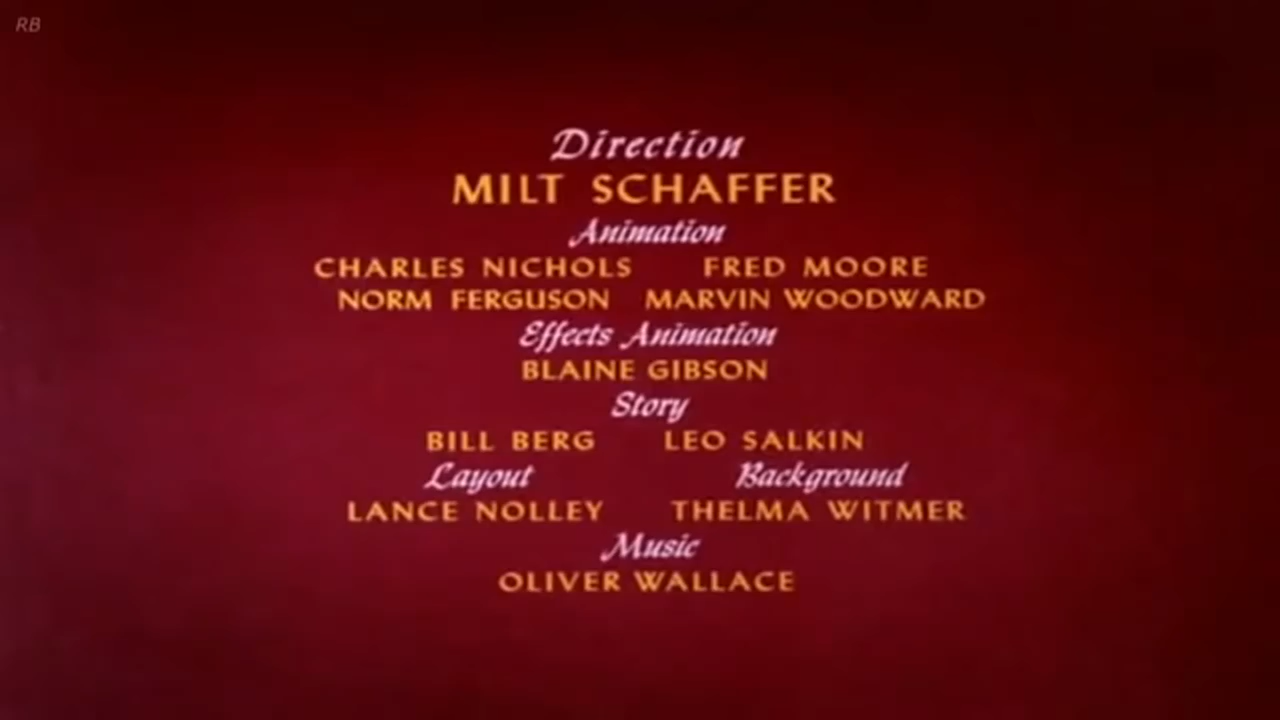 RB
Direction
MILT SCHAFFER
Animation
CHARLES NICHOLS FRED MOORE
NORM FERGUSON MARVIN WOODWARD
Effects Animation
BLAINE GIBSON
Story
BILL BERG LEO SALKIN
Layout Background
LANCE NOLLEY THELMA WITMER
Music
OLIVER WALLACE